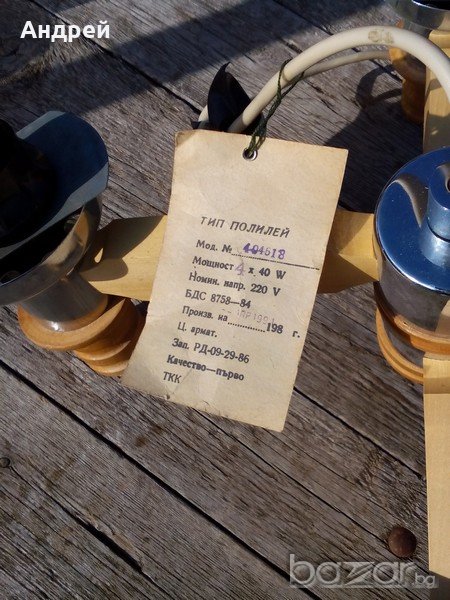 Андрей
ТИП ПОЛИЛЕЙ
Мод. № 404618
Мощност 4 x 40 W
Номин. напр. 220 V
БДС 8758—84
Произв. на 198 г.
Ц. армат.
Зап. РД-09-29-86
Качество—първо
ТКК
bazar.bg